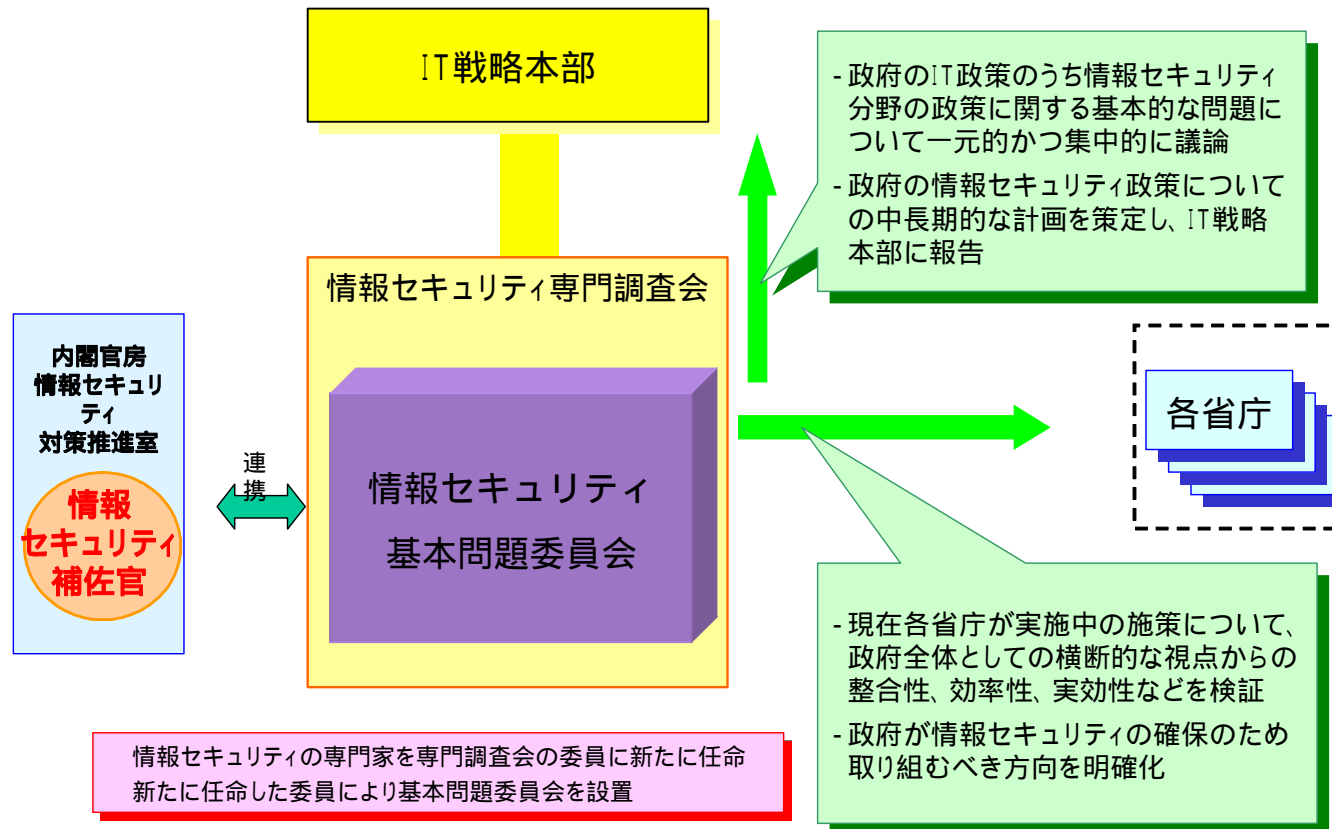 IT戦略本部
- 政府のIT政策のうち情報セキュリティ
分野の政策に関する基本的な問題に
ついて一元的かつ集中的に議論
- 政府の情報セキュリティ政策について
の中長期的な計画を策定し、IT戦略
本部に報告
情報セキュリティ専門調査会
内閣官房
情報セキュリ
ティ
対策推進室
情報
セキュリティ
補佐官
連
携
情報セキュリティ
基本問題委員会
各省庁
- 現在各省庁が実施中の施策について、
政府全体としての横断的な視点からの
整合性、効率性、実効性などを検証
- 政府が情報セキュリティの確保のため
取り組むべき方向を明確化
情報セキュリティの専門家を専門調査会の委員に新たに任命
新たに任命した委員により基本問題委員会を設置